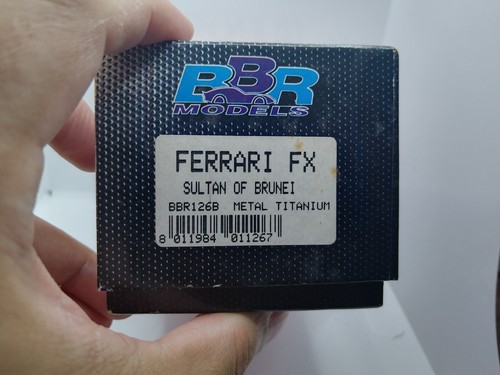 BBR
MODELS
FERRARI FX
SULTAN OF BRUNEI
BBR126B METAL TITANIUM
8 011984 011267